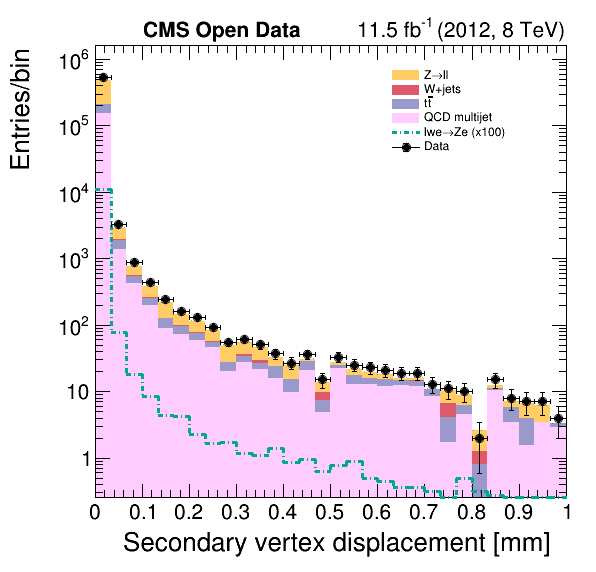 CMS Open Data
11.5 fb⁻¹ (2012, 8 TeV)
Entries/bin
10⁶
10⁵
10⁴
10³
10²
10
1
Z→ll
W+jets
tt̄
QCD multijet
lwe→Ze (x100)
Data
0 0.1 0.2 0.3 0.4 0.5 0.6 0.7 0.8 0.9 1
Secondary vertex displacement [mm]